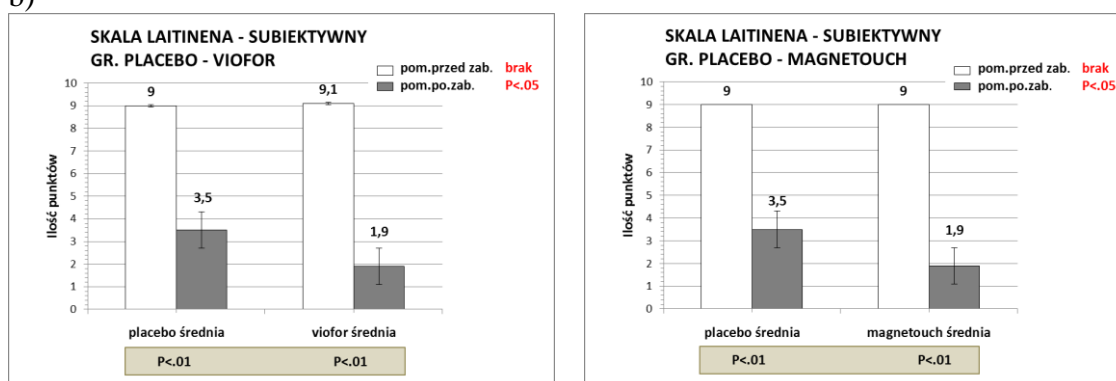 b)
SKALA LAITINENA - SUBIEKTYWNY
GR. PLACEBO - VIOFOR
pom.przed zab. brak
pom.po.zab. P<.05
Ilość punktów
10
9
8
7
6
5
4
3
2
1
0
9
9,1
3,5
1,9
placebo średnia viofor średnia
P<.01 P<.01
SKALA LAITINENA - SUBIEKTYWNY
GR. PLACEBO - MAGNETOUCH
pom.przed zab. brak
pom.po.zab. P<.05
Ilość punktów
10
9
8
7
6
5
4
3
2
1
0
9
9
3,5
1,9
placebo średnia magnetouch średnia
P<.01 P<.01